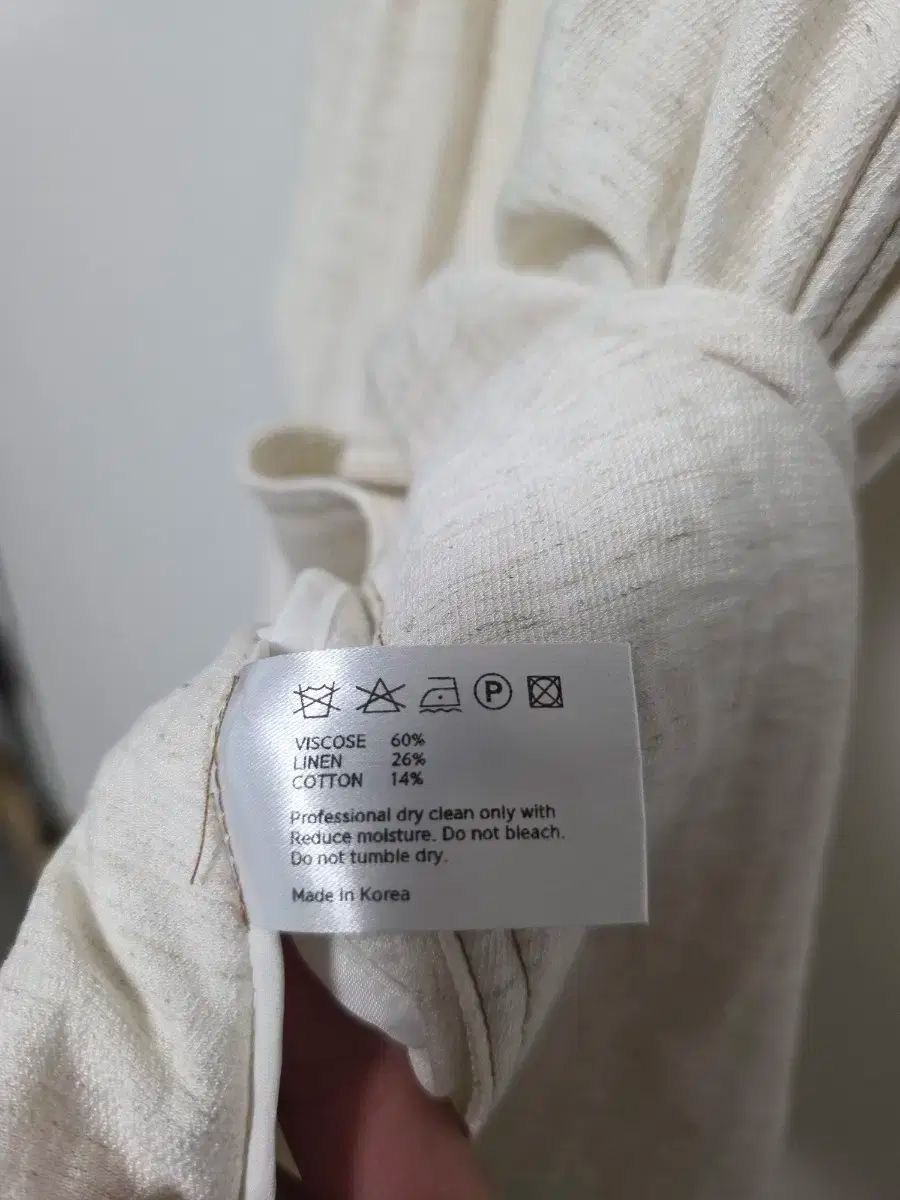 P
VISCOSE 60%
LINEN 26%
COTTON 14%
Professional dry clean only with
Reduce moisture. Do not bleach.
Do not tumble dry.
Made in Korea